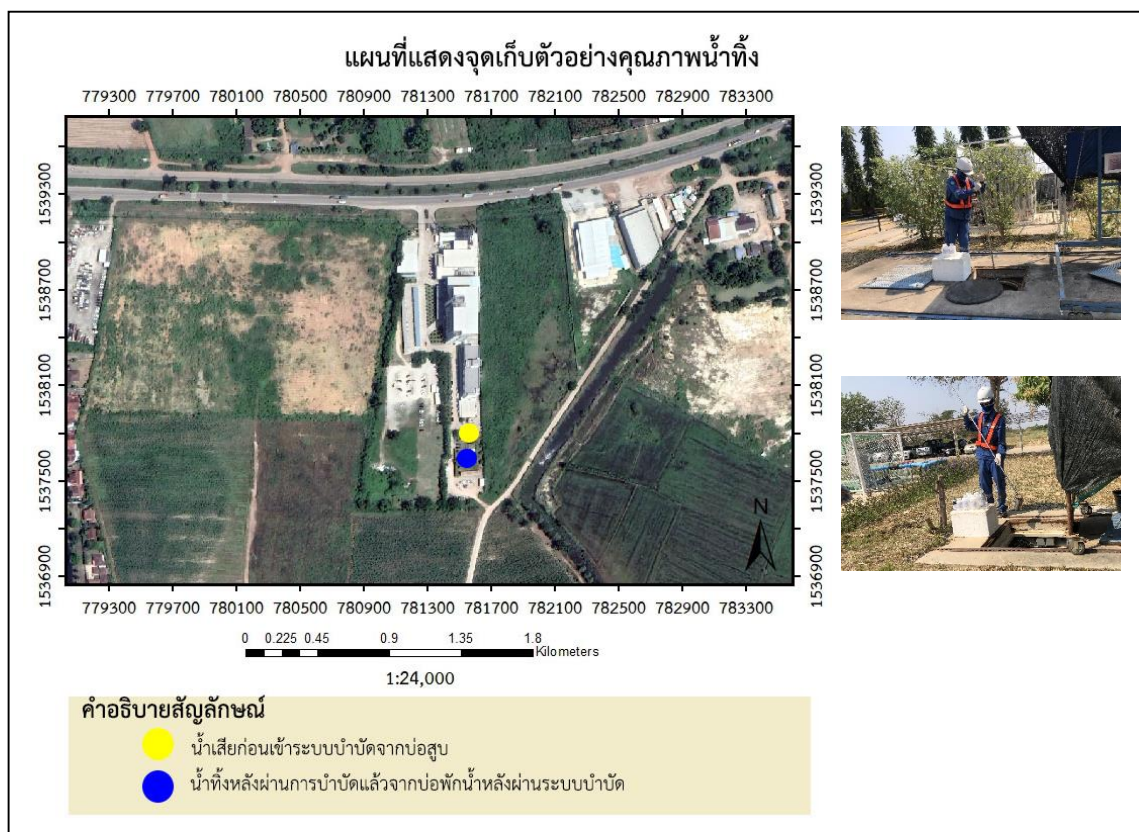 แผนที่แสดงจุดเก็บตัวอย่างคุณภาพน้ำทิ้ง
779300 779700 780100 780500 780900 781300 781700 782100 782500 782900 783300
1539300 1539300
1538700 1538700
1538100 1538100
1537500 1537500
N
1536900 1536900
779300 779700 780100 780500 780900 781300 781700 782100 782500 782900 783300
0 0.225 0.45 0.9 1.35 1.8
Kilometers
1:24,000
คำอธิบายสัญลักษณ์
น้ำเสียก่อนเข้าระบบบำบัดจากบ่อสูบ
น้ำทิ้งหลังผ่านการบำบัดแล้วจากบ่อพักน้ำหลังผ่านระบบบำบัด